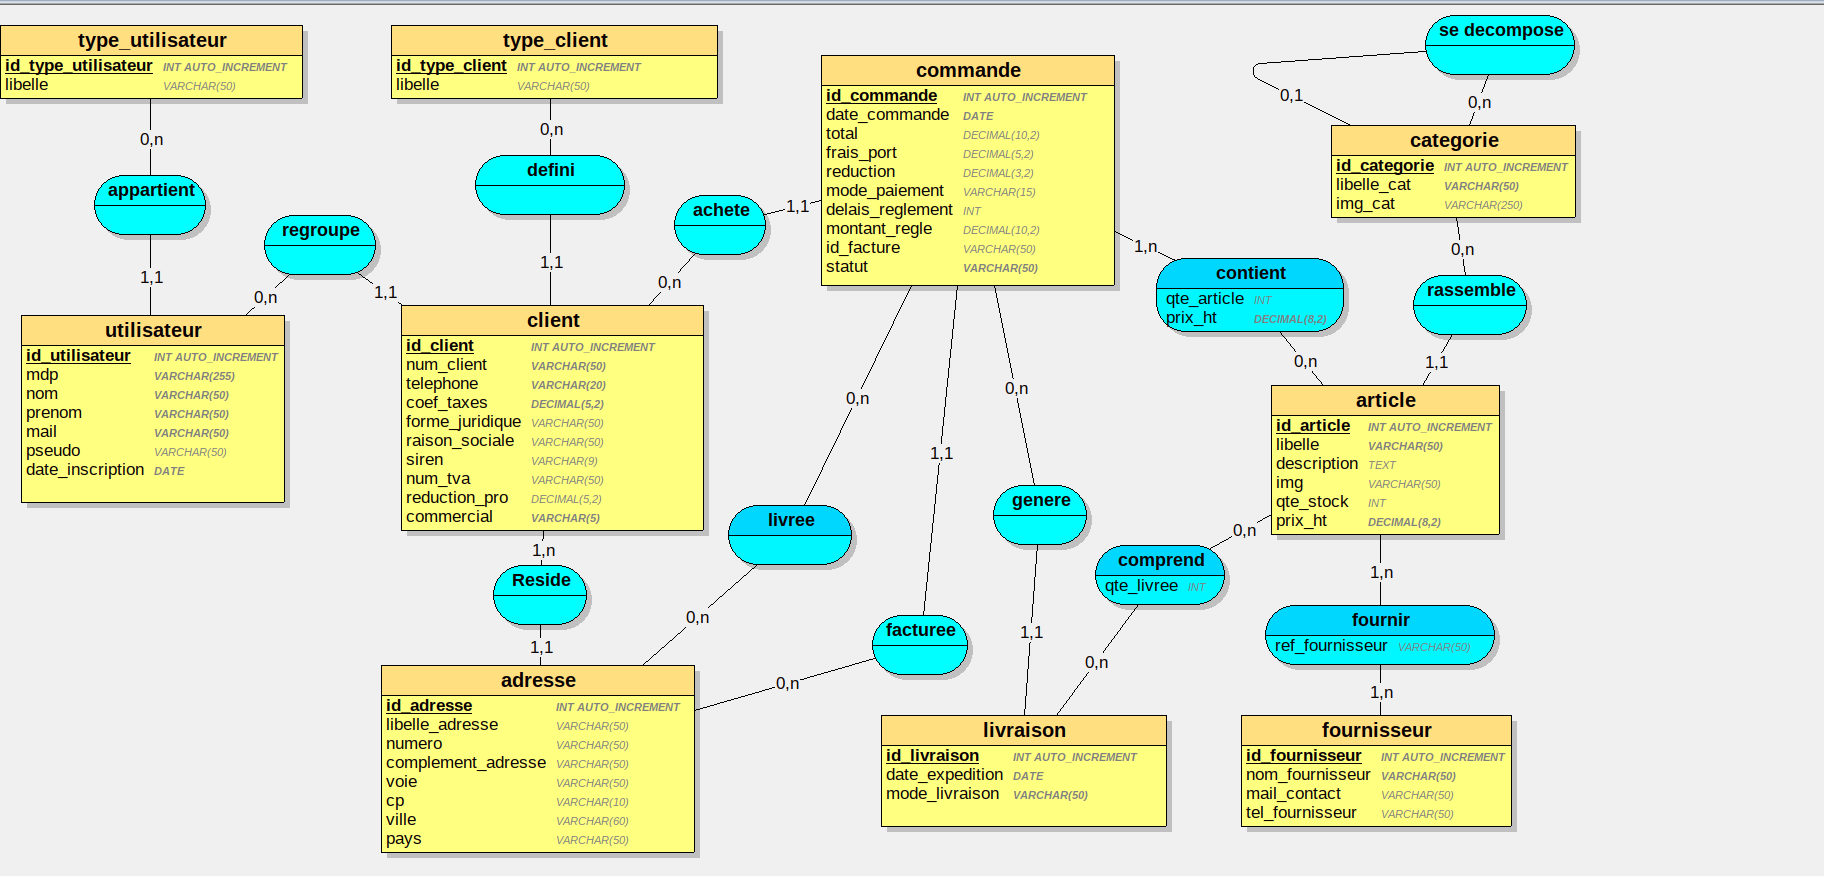 type_utilisateur
id_type_utilisateur INT AUTO_INCREMENT
libelle VARCHAR(50)
0,n
appartient
1,1
utilisateur
id_utilisateur INT AUTO_INCREMENT
mdp VARCHAR(255)
nom VARCHAR(50)
prenom VARCHAR(50)
mail VARCHAR(50)
pseudo VARCHAR(50)
date_inscription DATE
regroupe
0,n
1,1
type_client
id_type_client INT AUTO_INCREMENT
libelle VARCHAR(50)
0,n
defini
1,1
client
id_client INT AUTO_INCREMENT
num_client VARCHAR(50)
telephone VARCHAR(20)
coef_taxes DECIMAL(5,2)
forme_juridique VARCHAR(50)
raison_sociale VARCHAR(50)
siren VARCHAR(9)
num_tva VARCHAR(50)
reduction_pro DECIMAL(5,2)
commercial VARCHAR(5)
1,n
Reside
1,1
adresse
id_adresse INT AUTO_INCREMENT
libelle_adresse VARCHAR(50)
numero VARCHAR(50)
complement_adresse VARCHAR(50)
voie VARCHAR(50)
cp VARCHAR(10)
ville VARCHAR(60)
pays VARCHAR(50)
achete
1,1
0,n
commande
id_commande INT AUTO_INCREMENT
date_commande DATE
total DECIMAL(10,2)
frais_port DECIMAL(5,2)
reduction DECIMAL(3,2)
mode_paiement VARCHAR(15)
delais_reglement INT
montant_regle DECIMAL(10,2)
id_facture VARCHAR(50)
statut VARCHAR(50)
0,n
livree
0,n
1,1
facturee
0,n
0,n
genere
1,1
livraison
id_livraison INT AUTO_INCREMENT
date_expedition DATE
mode_livraison VARCHAR(50)
1,n
contient
qte_article INT
prix_ht DECIMAL(8,2)
0,n
se decompose
0,1
0,n
categorie
id_categorie INT AUTO_INCREMENT
libelle_cat VARCHAR(50)
img_cat VARCHAR(250)
0,n
rassemble
1,1
article
id_article INT AUTO_INCREMENT
libelle VARCHAR(50)
description TEXT
img VARCHAR(50)
qte_stock INT
prix_ht DECIMAL(8,2)
0,n
comprend
qte_livree INT
0,n
1,n
fournir
ref_fournisseur VARCHAR(50)
1,n
fournisseur
id_fournisseur INT AUTO_INCREMENT
nom_fournisseur VARCHAR(50)
mail_contact VARCHAR(50)
tel_fournisseur VARCHAR(50)